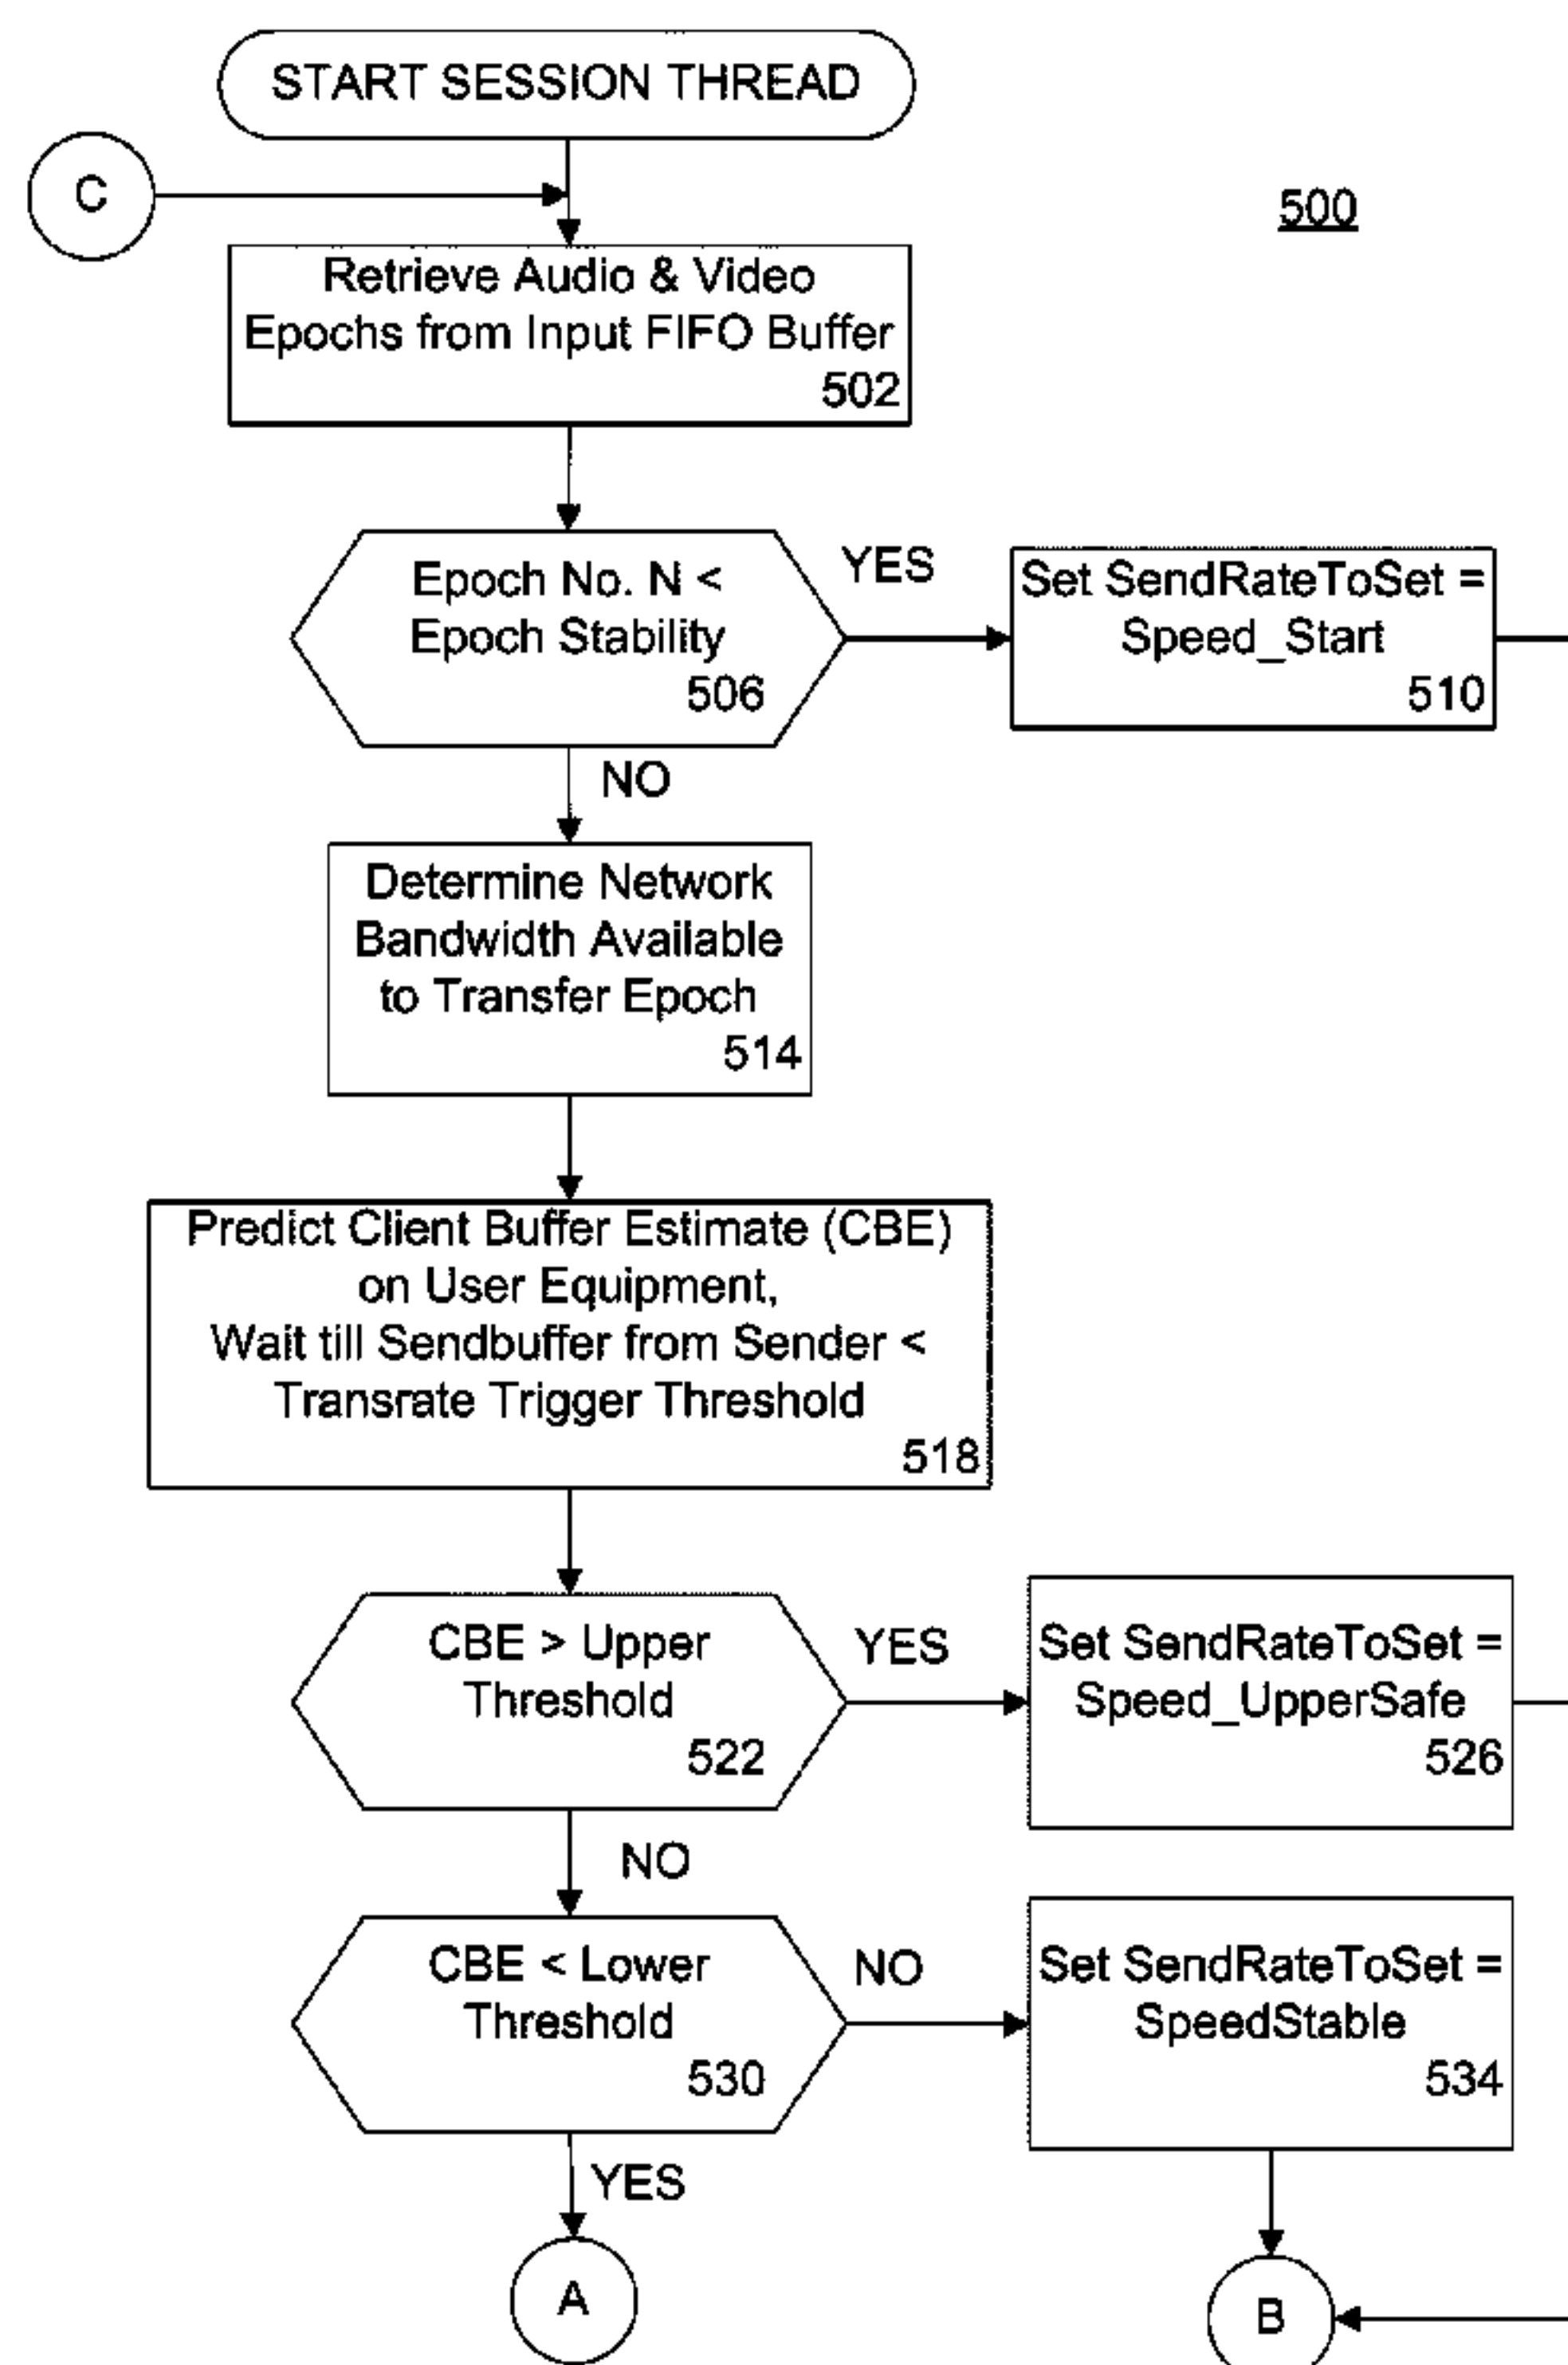 START SESSION THREAD
C
500
Retrieve Audio & Video
Epochs from Input FIFO Buffer
502
Epoch No. N <
Epoch Stability
506
YES
Set SendRateToSet =
Speed_Start
510
NO
Determine Network
Bandwidth Available
to Transfer Epoch
514
Predict Client Buffer Estimate (CBE)
on User Equipment,
Wait till Sendbuffer from Sender <
Transrate Trigger Threshold
518
CBE > Upper
Threshold
522
YES
Set SendRateToSet =
Speed_UpperSafe
526
NO
CBE < Lower
Threshold
530
NO
Set SendRateToSet =
SpeedStable
534
YES
A
B